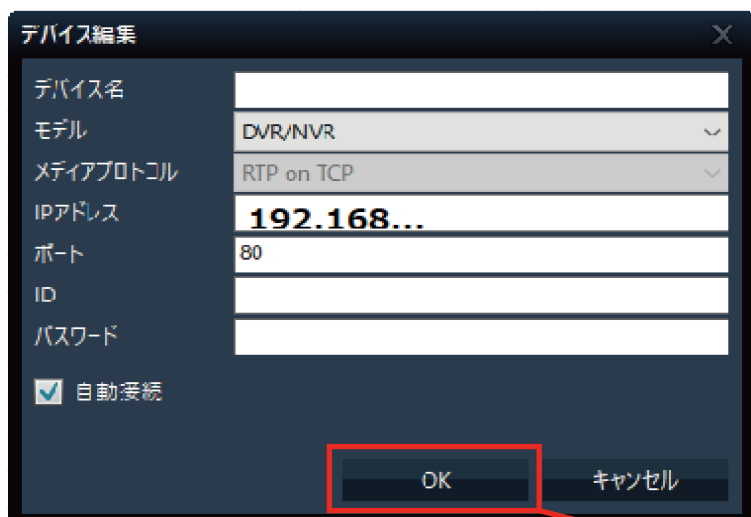 デバイス編集
デバイス名
モデル DVR/NVR
メディアプロトコル RTP on TCP
IPアドレス 192.168...
ポート 80
ID
パスワード
自動接続
OK キャンセル